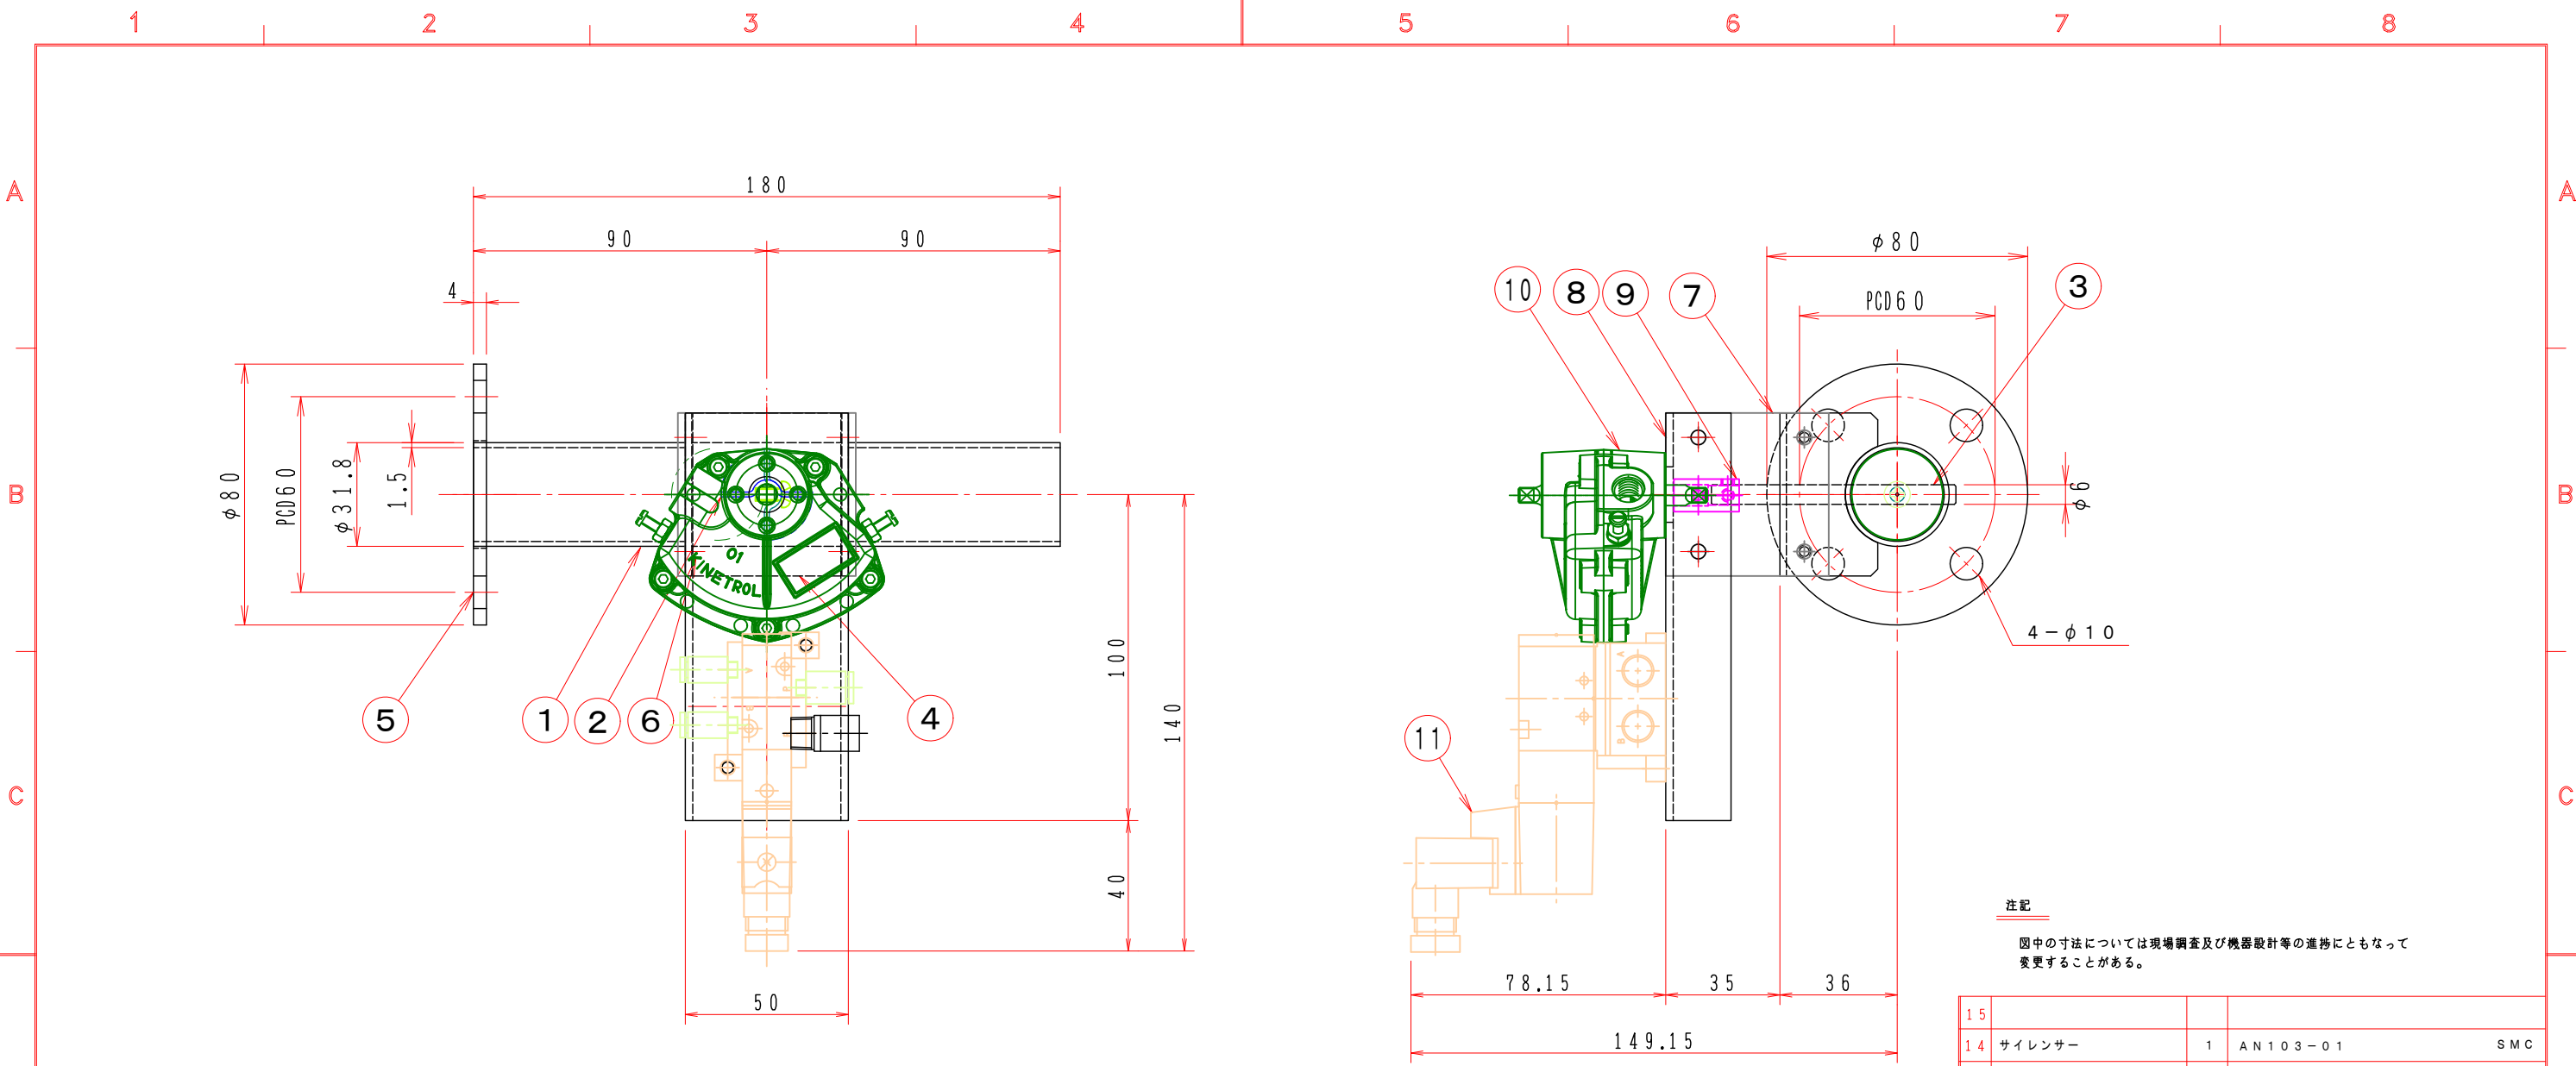 1 2 3 4 5 6 7 8
A A
180
90 90
φ80
4
10 8 9 7 3
PCD60
φ80
PCD60
φ31.8
1.5
B B
φ6
01
KINETROL
4-φ10
100
140
5 1 2 6 4
11
A
B
C C
40
注記
図中の寸法については現場調査及び機器設計等の進捗にともなって
変更することがある。
78.15 35 36
50
149.15
15
14 サイレンサー 1 AN103-01 SMC